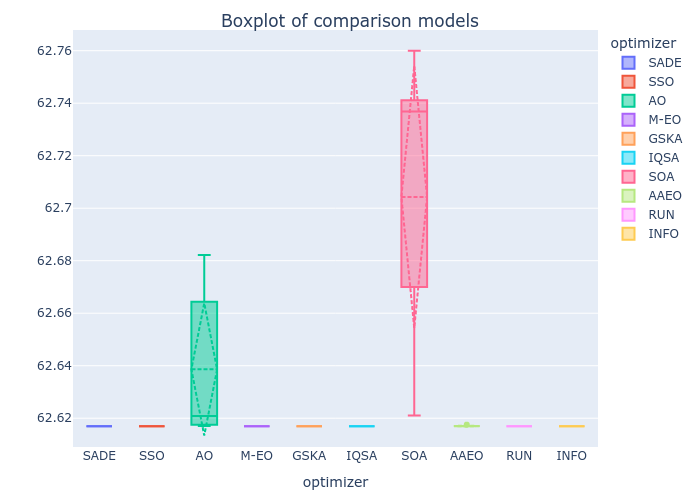 Boxplot of comparison models
optimizer
SADE
SSO
AO
M-EO
GSKA
IQSA
SOA
AAEO
RUN
INFO
62.76
62.74
62.72
62.7
62.68
62.66
62.64
62.62
SADE SSO AO M-EO GSKA IQSA SOA AAEO RUN INFO
optimizer